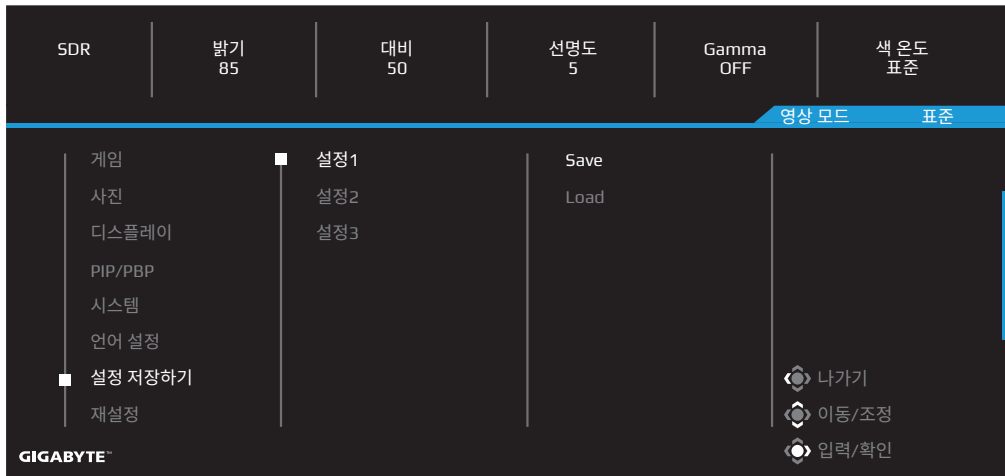 SDR
밝기
85
대비
50
선명도
5
Gamma
OFF
색 온도
표준
영상 모드 표준
게임
사진
디스플레이
PIP/PBP
시스템
언어 설정
설정 저장하기
재설정
설정1
설정2
설정3
Save
Load
나가기
이동/조정
입력/확인
GIGABYTE™